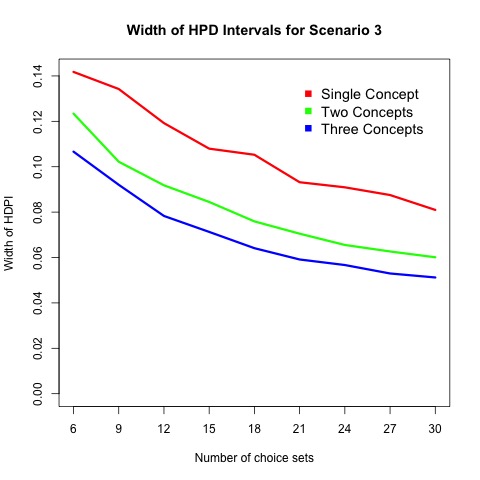 Width of HPD Intervals for Scenario 3
Width of HDPI
0.14
0.12
0.10
0.08
0.06
0.04
0.02
0.00
Single Concept
Two Concepts
Three Concepts
6 9 12 15 18 21 24 27 30
Number of choice sets